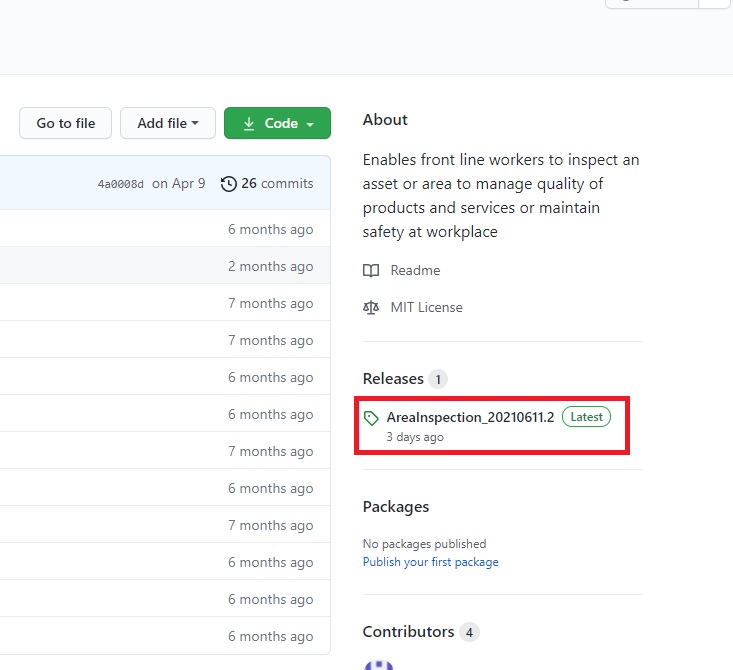 Go to file
Add file
Code
4a0008d on Apr 9 26 commits
6 months ago
2 months ago
7 months ago
7 months ago
6 months ago
6 months ago
7 months ago
6 months ago
7 months ago
6 months ago
6 months ago
6 months ago
About
Enables front line workers to inspect an
asset or area to manage quality of
products and services or maintain
safety at workplace
Readme
MIT License
Releases 1
AreaInspection_20210611.2 Latest
3 days ago
Packages
No packages published
Publish your first package
Contributors 4